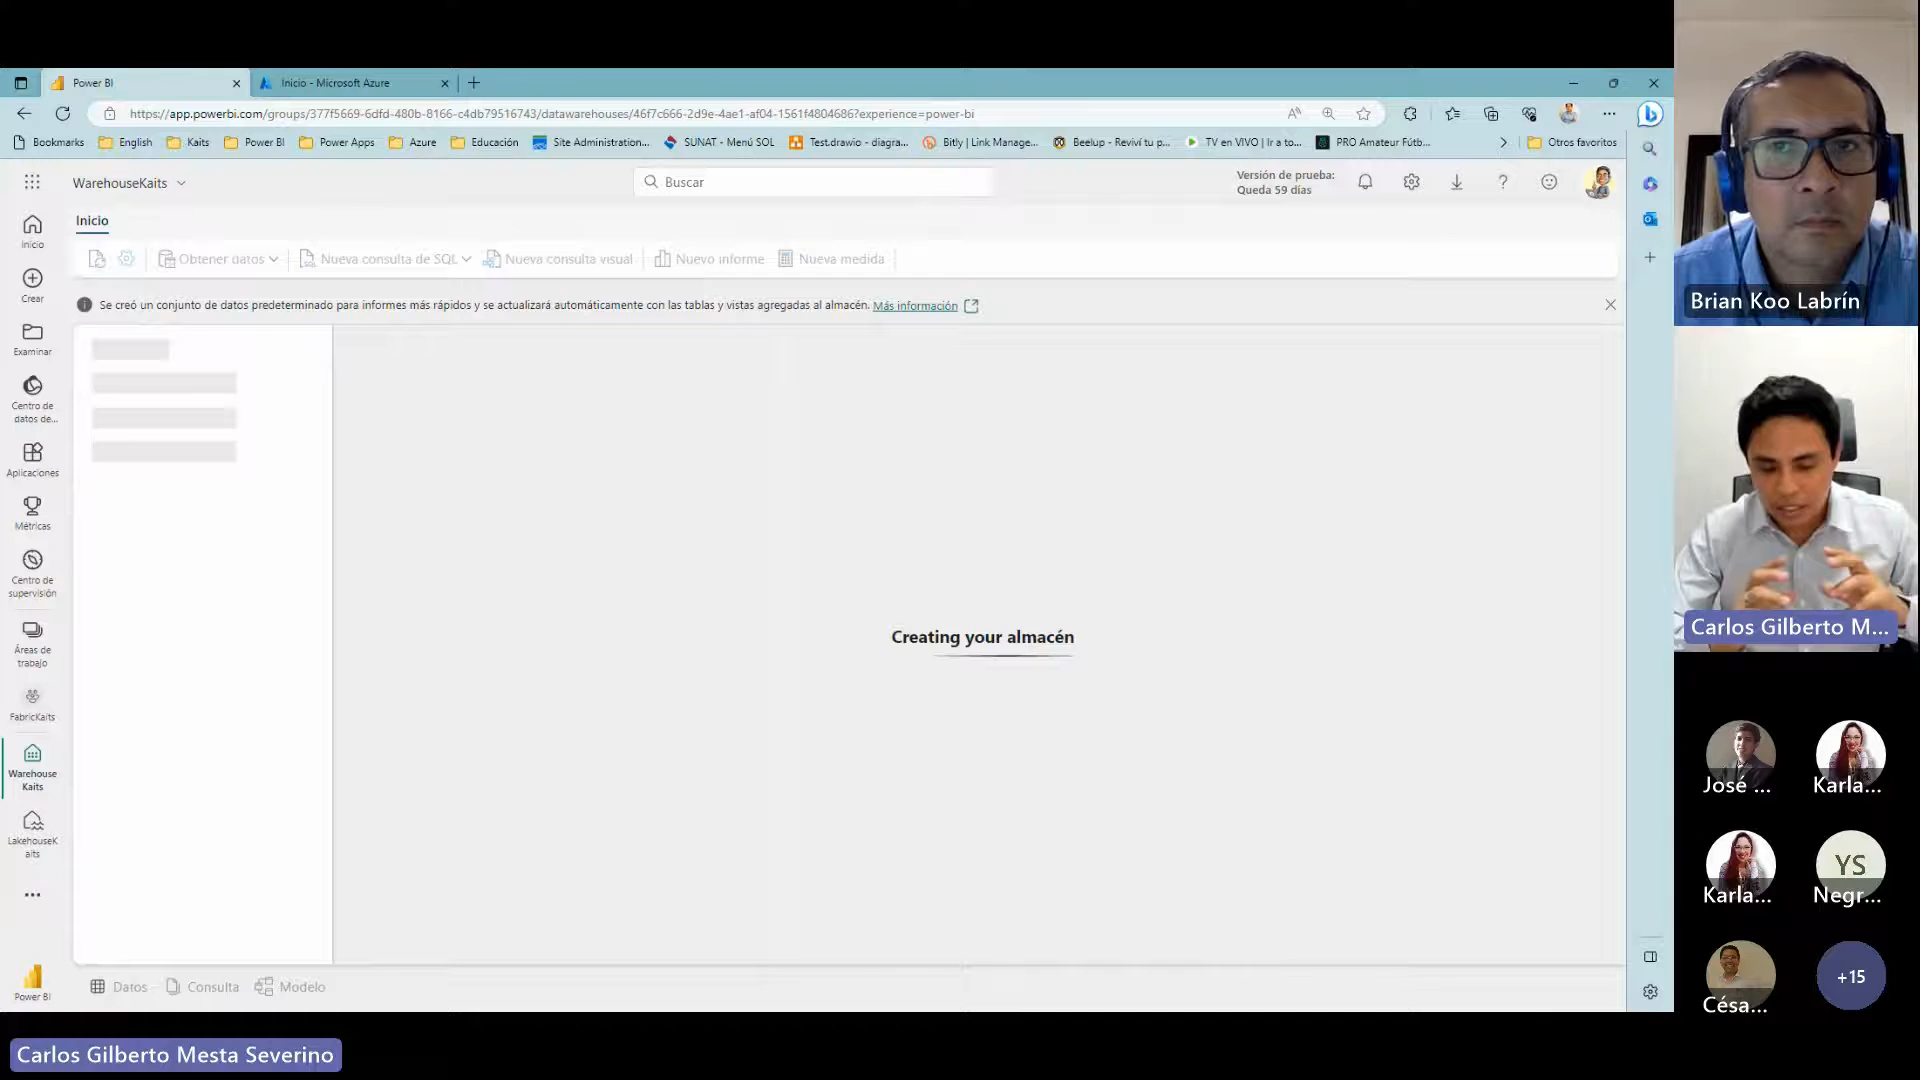 Power BI
Inicio - Microsoft Azure
https://app.powerbi.com/groups/377f5669-6dfd-480b-8166-c4db79516743/datawarehouses/46f7c666-2d9e-4ae1-af04-1561f4804686?experience=power-bi
Bookmarks English Kaits Power BI Power Apps Azure Educación Site Administration... SUNAT - Menú SOL Test.drawio - diagra... Bitly | Link Manage... Beelup - Reviví tu p... TV en VIVO | Ir a to... PRO Amateur Fútb... Otros favoritos
WarehouseKaits
Buscar
Versión de prueba:
Queda 59 días
Inicio
Obtener datos Nueva consulta de SQL Nueva consulta visual Nuevo informe Nueva medida
Se creó un conjunto de datos predeterminado para informes más rápidos y se actualizará automáticamente con las tablas y vistas agregadas al almacén. Más información
Inicio
Crear
Examinar
Centro de
datos de...
Aplicaciones
Métricas
Centro de
supervisión
Áreas de
trabajo
FabricKaits
Warehouse
Kaits
LakehouseK
aits
Power BI
Creating your almacén
Datos Consulta Modelo
Brian Koo Labrín
Carlos Gilberto M...
José ...
Karla...
Karla...
YS
Negr...
Césa...
+15
Carlos Gilberto Mesta Severino